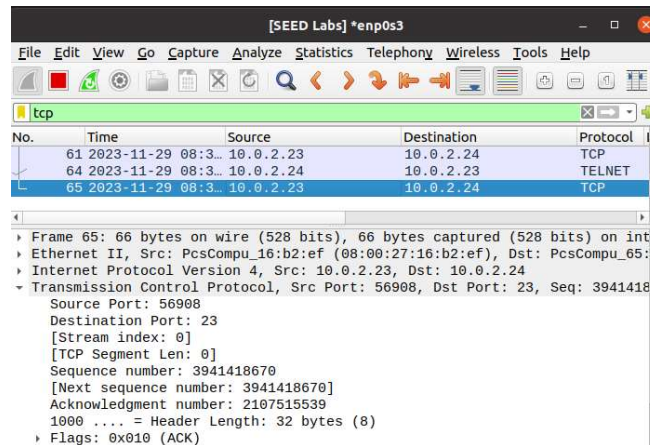 [SEED Labs] *enp0s3
File Edit View Go Capture Analyze Statistics Telephony Wireless Tools Help
tcp
No. Time Source Destination Protocol
61 2023-11-29 08:3… 10.0.2.23 10.0.2.24 TCP
64 2023-11-29 08:3… 10.0.2.24 10.0.2.23 TELNET
65 2023-11-29 08:3… 10.0.2.23 10.0.2.24 TCP
Frame 65: 66 bytes on wire (528 bits), 66 bytes captured (528 bits) on int
Ethernet II, Src: PcsCompu_16:b2:ef (08:00:27:16:b2:ef), Dst: PcsCompu_65:
Internet Protocol Version 4, Src: 10.0.2.23, Dst: 10.0.2.24
Transmission Control Protocol, Src Port: 56908, Dst Port: 23, Seq: 3941418
Source Port: 56908
Destination Port: 23
[Stream index: 0]
[TCP Segment Len: 0]
Sequence number: 3941418670
[Next sequence number: 3941418670]
Acknowledgment number: 2107515539
1000 .... = Header Length: 32 bytes (8)
Flags: 0x010 (ACK)